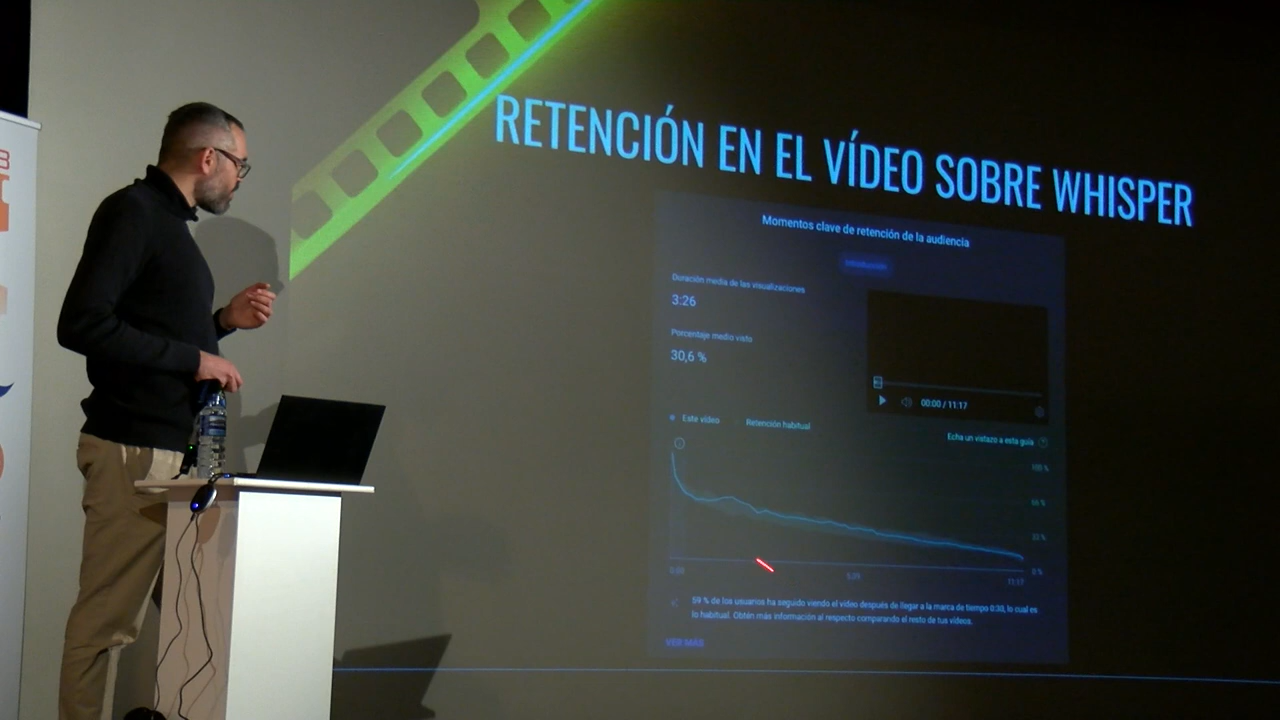 RETENCIÓN EN EL VÍDEO SOBRE WHISPER
Momentos clave de retención de la audiencia
Duración media de las visualizaciones
3:26
Porcentaje medio visto
30,6 %
00:00 / 11:17
Este vídeo
Retención habitual
Echa un vistazo a esta guía
100 %
66 %
33 %
0 %
0:00
11:17
59 % de los usuarios ha seguido viendo el vídeo después de llegar a la marca de tiempo 0:30, lo cual es
lo habitual. Obtén más información al respecto comparando el resto de tus vídeos.
VER MÁS